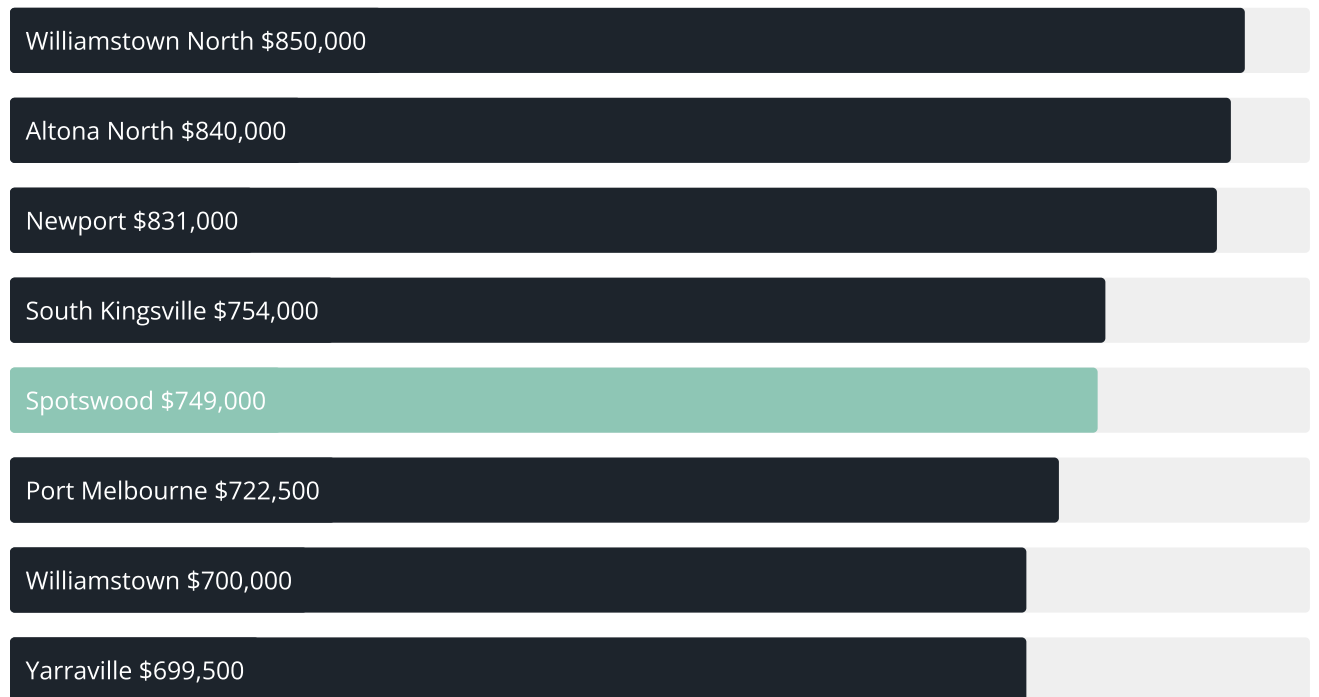 Williamstown North $850,000
Altona North $840,000
Newport $831,000
South Kingsville $754,000
Spotswood $749,000
Port Melbourne $722,500
Williamstown $700,000
Yarraville $699,500